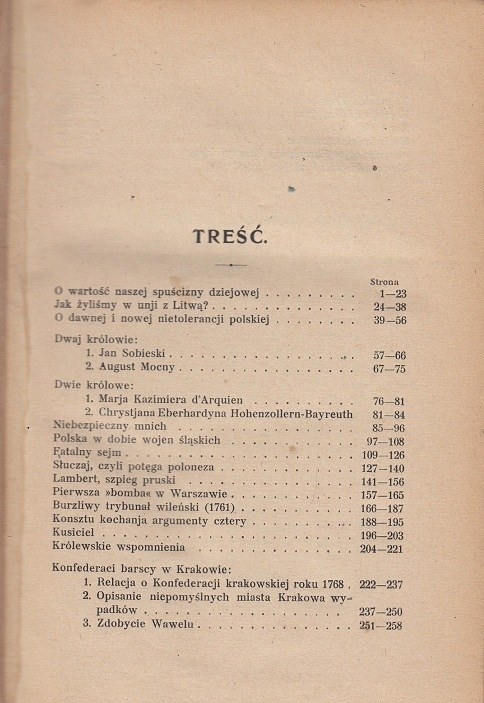 TREŚĆ.
Strona
O wartość naszej spuścizny dziejowej . . . . . . . . . 1—23
Jak żyliśmy w unji z Litwą? . . . . . . . . . . . . . 24—38
O dawnej i nowej nietolerancji polskiej . . . . . . . . 39—56
Dwaj królowie:
1. Jan Sobieski . . . . . . . . . . . . . . . . 57—66
2. August Mocny . . . . . . . . . . . . . . . 67—75
Dwie królowe:
1. Marja Kazimiera d'Arquien . . . . . . . . . 76—81
2. Chrystjana Eberhardyna Hohenzollern-Bayreuth 81—84
Niebezpieczny mnich . . . . . . . . . . . . . . . . 85—96
Polska w dobie wojen śląskich . . . . . . . . . . . 97—108
Fatalny sejm . . . . . . . . . . . . . . . . . . . . 109—126
Słuczaj, czyli potęga poloneza . . . . . . . . . . . . 127—140
Lambert, szpieg pruski . . . . . . . . . . . . . . . 141—156
Pierwsza »bomba« w Warszawie . . . . . . . . . . . 157—165
Burzliwy trybunał wileński (1761) . . . . . . . . . . 166—187
Konsztu kochanja argumenty cztery . . . . . . . . . 188—195
Kusiciel . . . . . . . . . . . . . . . . . . . . . . 196—203
Królewskie wspomnienia . . . . . . . . . . . . . . 204—221
Konfederaci barscy w Krakowie:
1. Relacja o Konfederacji krakowskiej roku 1768 . 222—237
2. Opisanie niepomyślnych miasta Krakowa wy-
padków . . . . . . . . . . . . . . . . . 237—250
3. Zdobycie Wawelu . . . . . . . . . . . . . . 251—258